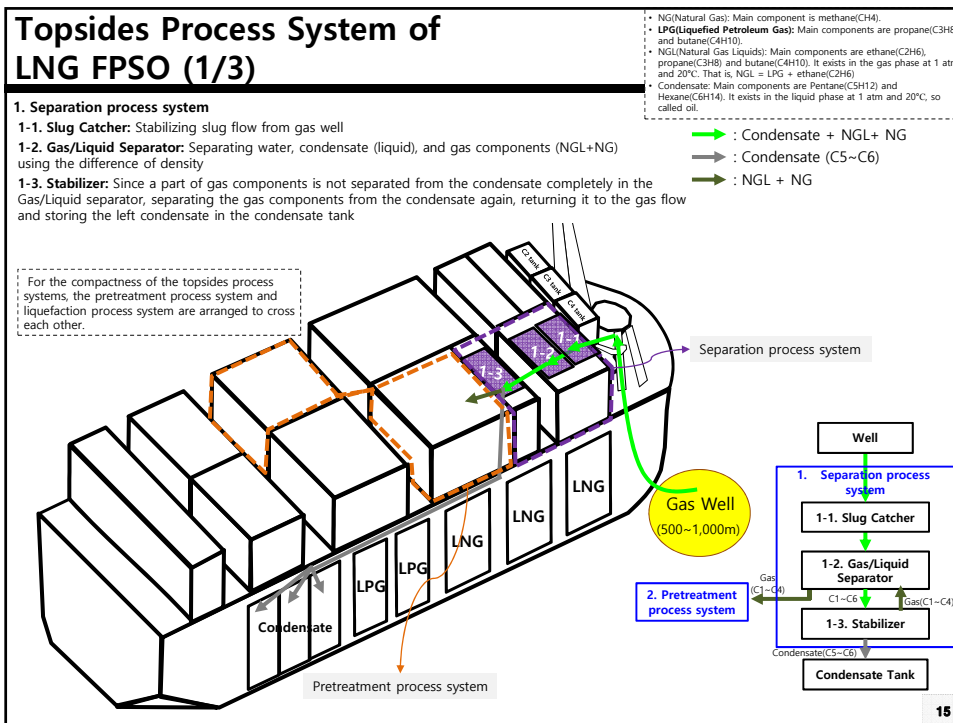 Topsides Process System of
LNG FPSO (1/3)
• NG(Natural Gas): Main component is methane(CH4).
• LPG(Liquefied Petroleum Gas): Main components are propane(C3H8
and butane(C4H10).
• NGL(Natural Gas Liquids): Main components are ethane(C2H6),
propane(C3H8) and butane(C4H10). It exists in the gas phase at 1 atm
and 20℃. That is, NGL = LPG + ethane(C2H6)
• Condensate: Main components are Pentane(C5H12) and
Hexane(C6H14). It exists in the liquid phase at 1 atm and 20℃, so
called oil.
1. Separation process system
1-1. Slug Catcher: Stabilizing slug flow from gas well
1-2. Gas/Liquid Separator: Separating water, condensate (liquid), and gas components (NGL+NG)
using the difference of density
1-3. Stabilizer: Since a part of gas components is not separated from the condensate completely in the
Gas/Liquid separator, separating the gas components from the condensate again, returning it to the gas flow
and storing the left condensate in the condensate tank
: Condensate + NGL+ NG
: Condensate (C5~C6)
: NGL + NG
For the compactness of the topsides process
systems, the pretreatment process system and
liquefaction process system are arranged to cross
each other.
C2 tank
C3 tank
C4 tank
1-1
1-2
1-3
Separation process system
Gas Well
(500~1,000m)
LNG
LNG
LNG
LPG
LPG
Condensate
Pretreatment process system
Well
1. Separation process
system
1-1. Slug Catcher
1-2. Gas/Liquid
Separator
Gas
(C1~C4)
C1~C6
Gas(C1~C4)
2. Pretreatment
process system
1-3. Stabilizer
Condensate(C5~C6)
Condensate Tank
15